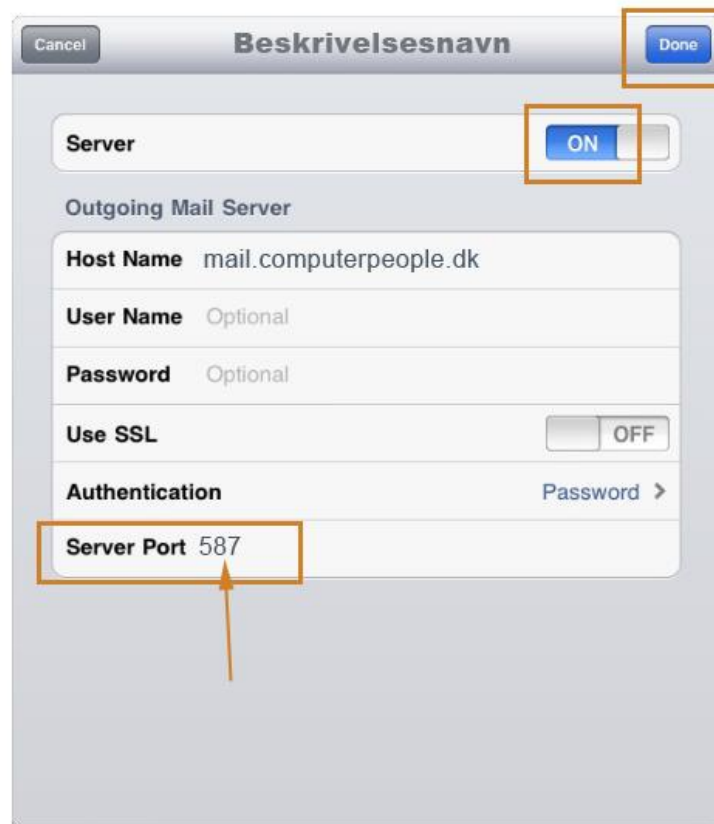 Cancel Beskrivelsesnavn Done
Server ON
Outgoing Mail Server
Host Name mail.computerpeople.dk
User Name Optional
Password Optional
Use SSL OFF
Authentication Password
Server Port 587